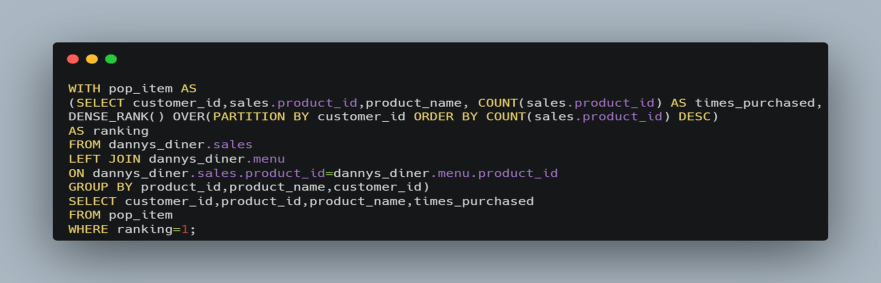 WITH pop_item AS
(SELECT customer_id,sales.product_id,product_name, COUNT(sales.product_id) AS times_purchased,
DENSE_RANK() OVER(PARTITION BY customer_id ORDER BY COUNT(sales.product_id) DESC)
AS ranking
FROM dannys_diner.sales
LEFT JOIN dannys_diner.menu
ON dannys_diner.sales.product_id=dannys_diner.menu.product_id
GROUP BY product_id,product_name,customer_id)
SELECT customer_id,product_id,product_name,times_purchased
FROM pop_item
WHERE ranking=1;